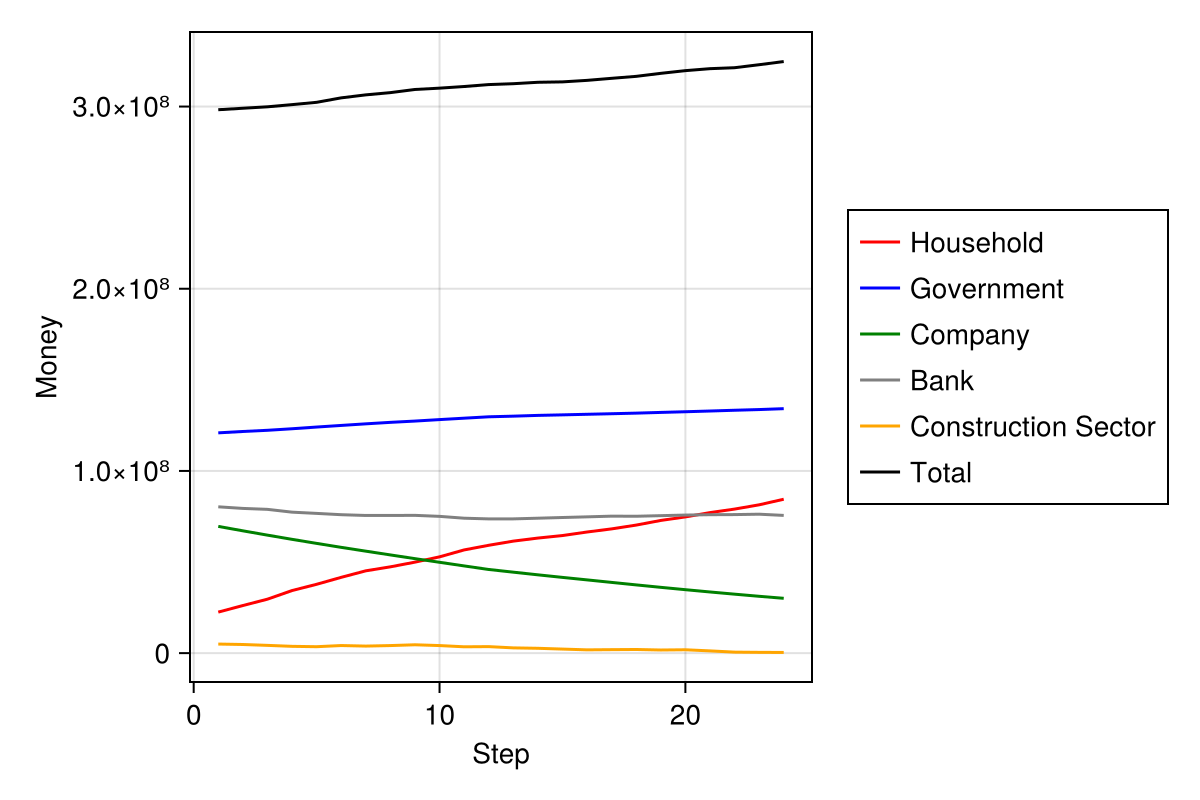 Money
3.0×10⁸
2.0×10⁸
1.0×10⁸
0
0 10 20
Step
Household
Government
Company
Bank
Construction Sector
Total